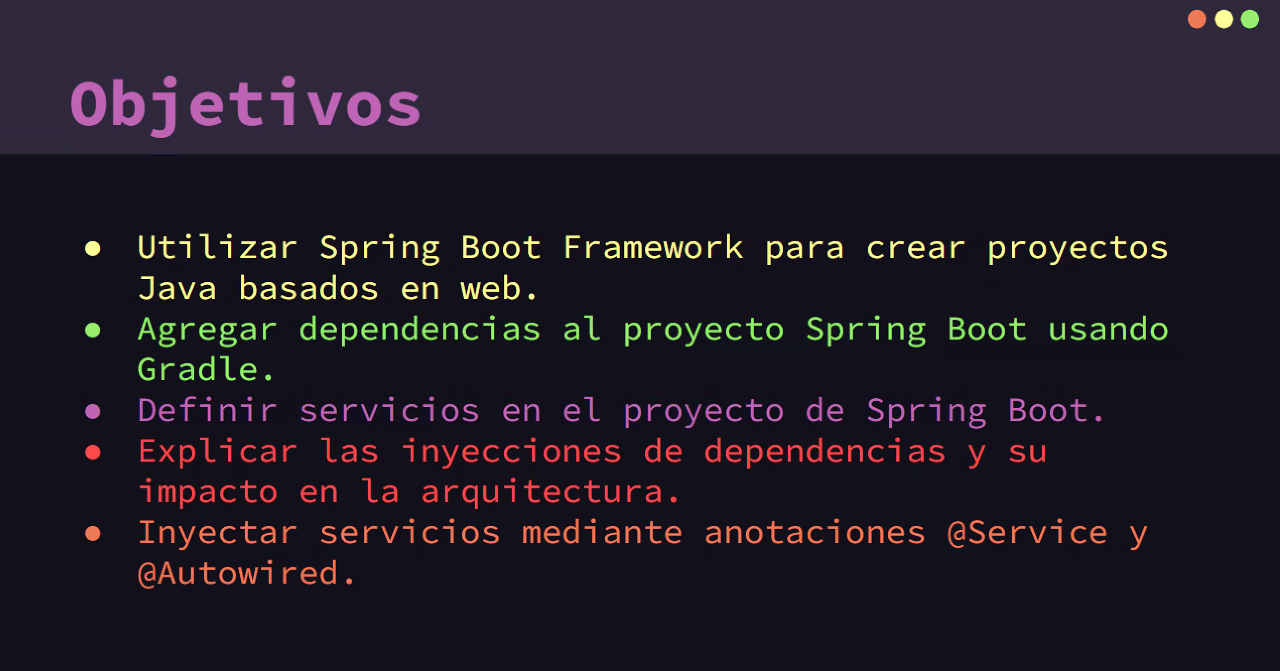 Objetivos
● Utilizar Spring Boot Framework para crear proyectos
Java basados en web.
● Agregar dependencias al proyecto Spring Boot usando
Gradle.
● Definir servicios en el proyecto de Spring Boot.
● Explicar las inyecciones de dependencias y su
impacto en la arquitectura.
● Inyectar servicios mediante anotaciones @Service y
@Autowired.